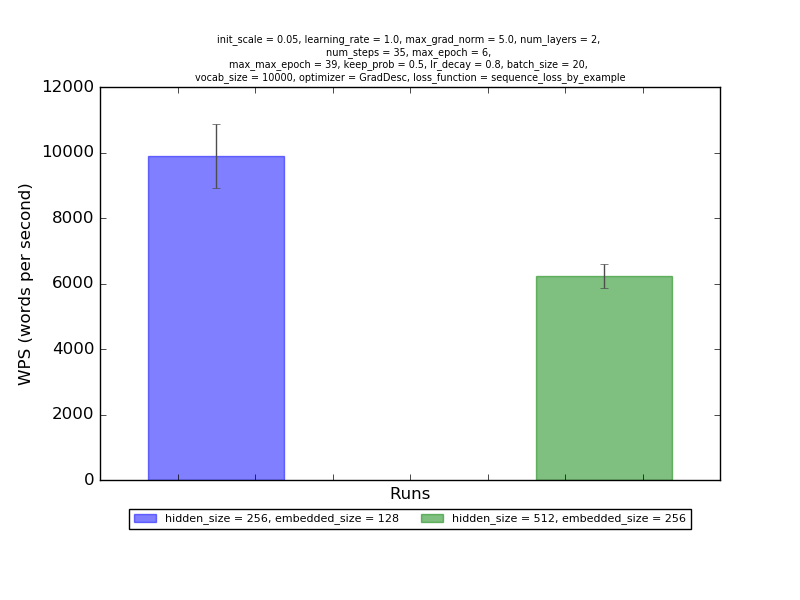 init_scale = 0.05, learning_rate = 1.0, max_grad_norm = 5.0, num_layers = 2,
num_steps = 35, max_epoch = 6,
max_max_epoch = 39, keep_prob = 0.5, lr_decay = 0.8, batch_size = 20,
vocab_size = 10000, optimizer = GradDesc, loss_function = sequence_loss_by_example
12000
10000
8000
6000
4000
2000
0
WPS (words per second)
Runs
hidden_size = 256, embedded_size = 128
hidden_size = 512, embedded_size = 256